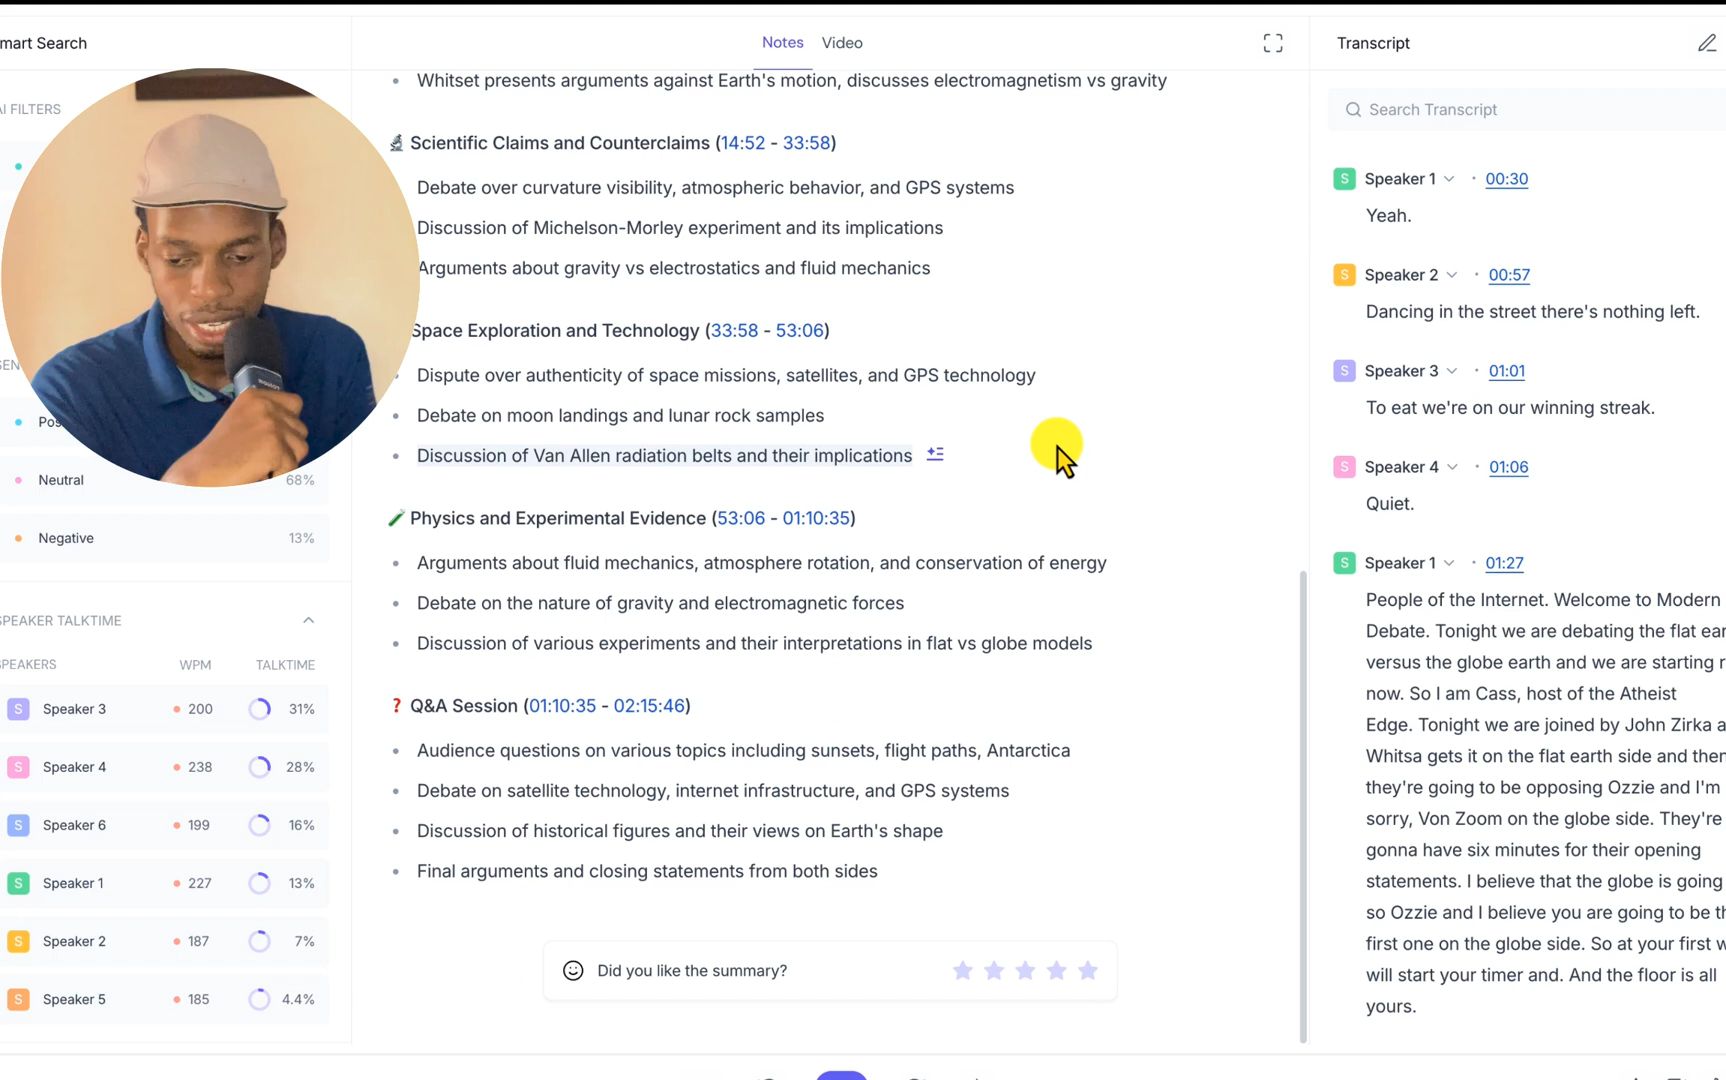 mart Search
AI FILTERS
Pos
Neutral 68%
Negative 13%
SPEAKER TALKTIME
SPEAKERS WPM TALKTIME
S Speaker 3 200 31%
S Speaker 4 238 28%
S Speaker 6 199 16%
S Speaker 1 227 13%
S Speaker 2 187 7%
S Speaker 5 185 4.4%
Notes Video
• Whitset presents arguments against Earth's motion, discusses electromagnetism vs gravity
Scientific Claims and Counterclaims (14:52 - 33:58)
Debate over curvature visibility, atmospheric behavior, and GPS systems
Discussion of Michelson-Morley experiment and its implications
Arguments about gravity vs electrostatics and fluid mechanics
Space Exploration and Technology (33:58 - 53:06)
• Dispute over authenticity of space missions, satellites, and GPS technology
• Debate on moon landings and lunar rock samples
• Discussion of Van Allen radiation belts and their implications
Physics and Experimental Evidence (53:06 - 01:10:35)
• Arguments about fluid mechanics, atmosphere rotation, and conservation of energy
• Debate on the nature of gravity and electromagnetic forces
• Discussion of various experiments and their interpretations in flat vs globe models
❓ Q&A Session (01:10:35 - 02:15:46)
• Audience questions on various topics including sunsets, flight paths, Antarctica
• Debate on satellite technology, internet infrastructure, and GPS systems
• Discussion of historical figures and their views on Earth's shape
• Final arguments and closing statements from both sides
Did you like the summary?
Transcript
Search Transcript
S Speaker 1 • 00:30
Yeah.
S Speaker 2 • 00:57
Dancing in the street there's nothing left.
S Speaker 3 • 01:01
To eat we're on our winning streak.
S Speaker 4 • 01:06
Quiet.
S Speaker 1 • 01:27
People of the Internet. Welcome to Modern
Debate. Tonight we are debating the flat ear
versus the globe earth and we are starting r
now. So I am Cass, host of the Atheist
Edge. Tonight we are joined by John Zirka a
Whitsa gets it on the flat earth side and then
they're going to be opposing Ozzie and I'm
sorry, Von Zoom on the globe side. They're
gonna have six minutes for their opening
statements. I believe that the globe is going
so Ozzie and I believe you are going to be th
first one on the globe side. So at your first w
will start your timer and. And the floor is all
yours.